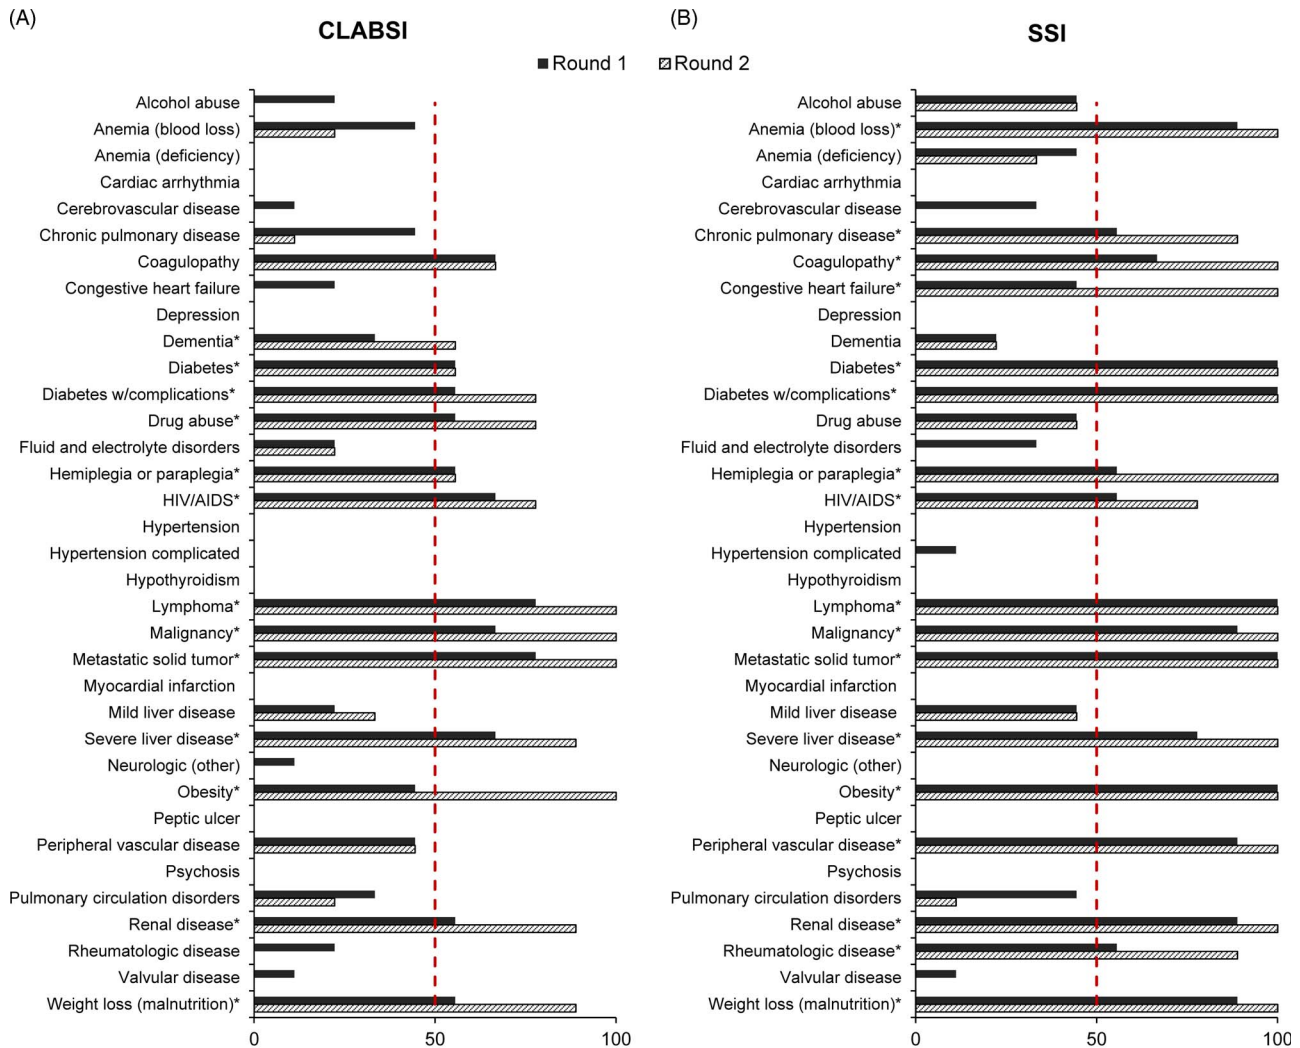 (A)
CLABSI
(B)
SSI
Round 1
Round 2
Alcohol abuse
Anemia (blood loss)
Anemia (deficiency)
Cardiac arrhythmia
Cerebrovascular disease
Chronic pulmonary disease
Coagulopathy
Congestive heart failure
Depression
Dementia*
Diabetes*
Diabetes w/complications*
Drug abuse*
Fluid and electrolyte disorders
Hemiplegia or paraplegia*
HIV/AIDS*
Hypertension
Hypertension complicated
Hypothyroidism
Lymphoma*
Malignancy*
Metastatic solid tumor*
Myocardial infarction
Mild liver disease
Severe liver disease*
Neurologic (other)
Obesity*
Peptic ulcer
Peripheral vascular disease
Psychosis
Pulmonary circulation disorders
Renal disease*
Rheumatologic disease
Valvular disease
Weight loss (malnutrition)*
0
50
100
Alcohol abuse
Anemia (blood loss)*
Anemia (deficiency)
Cardiac arrhythmia
Cerebrovascular disease
Chronic pulmonary disease*
Coagulopathy*
Congestive heart failure*
Depression
Dementia
Diabetes*
Diabetes w/complications*
Drug abuse
Fluid and electrolyte disorders
Hemiplegia or paraplegia*
HIV/AIDS*
Hypertension
Hypertension complicated
Hypothyroidism
Lymphoma*
Malignancy*
Metastatic solid tumor*
Myocardial infarction
Mild liver disease
Severe liver disease*
Neurologic (other)
Obesity*
Peptic ulcer
Peripheral vascular disease*
Psychosis
Pulmonary circulation disorders
Renal disease*
Rheumatologic disease*
Valvular disease
Weight loss (malnutrition)*
0
50
100